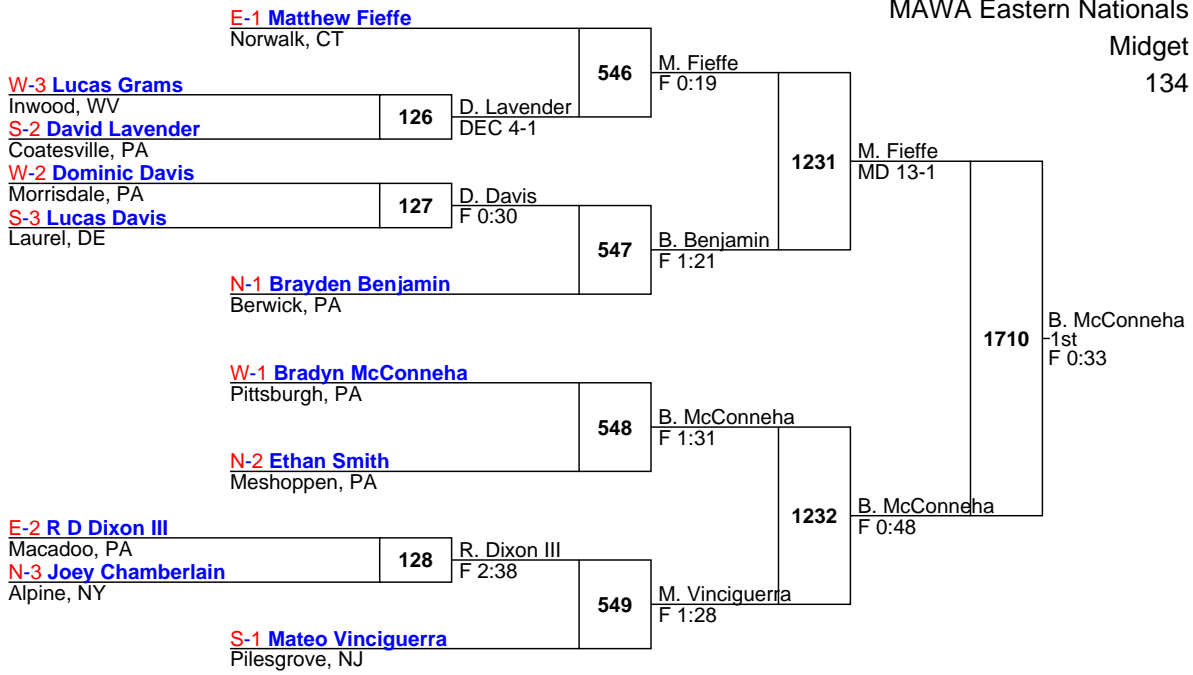 MAWA Eastern Nationals
Midget
134
E-1 Matthew Fieffe
Norwalk, CT
W-3 Lucas Grams
Inwood, WV
S-2 David Lavender
Coatesville, PA
W-2 Dominic Davis
Morrisdale, PA
S-3 Lucas Davis
Laurel, DE
N-1 Brayden Benjamin
Berwick, PA
W-1 Bradyn McConneha
Pittsburgh, PA
N-2 Ethan Smith
Meshoppen, PA
E-2 R D Dixon III
Macadoo, PA
N-3 Joey Chamberlain
Alpine, NY
S-1 Mateo Vinciguerra
Pilesgrove, NJ
126
D. Lavender
DEC 4-1
127
D. Davis
F 0:30
128
R. Dixon III
F 2:38
546
M. Fieffe
F 0:19
547
B. Benjamin
F 1:21
548
B. McConneha
F 1:31
549
M. Vinciguerra
F 1:28
1231
M. Fieffe
MD 13-1
1232
B. McConneha
F 0:48
1710
B. McConneha
1st
F 0:33